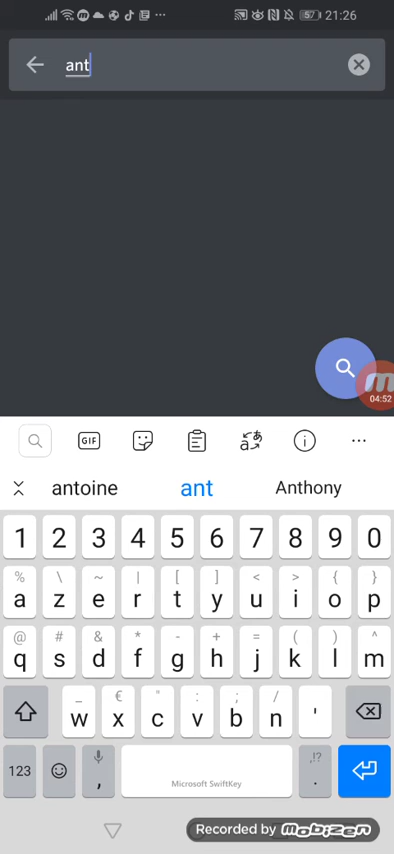 57 21:26
ant
04:52
GIF
antoine ant Anthony
1 2 3 4 5 6 7 8 9 0
% \ ~ | [ ] < > { }
a z e r t y u i o p
@ # & * - + = ( ) ^
q s d f g h j k l m
_ € " : ; /
w x c v b n '
,!?
123 , Microsoft SwiftKey .
Recorded by mobizen